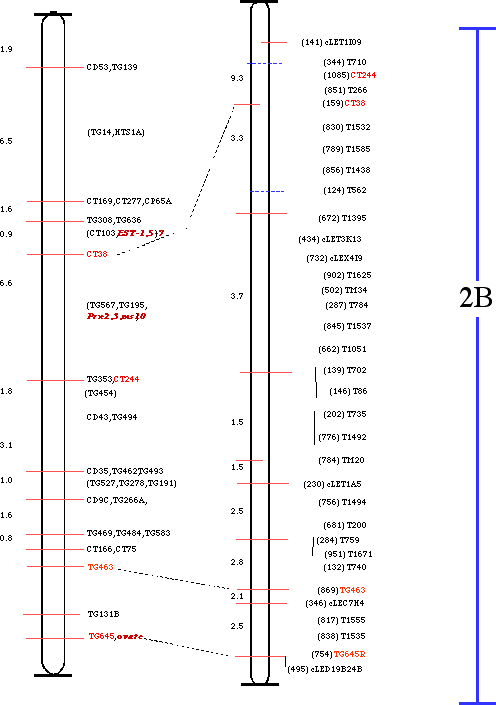 1.9
CD53,TG139
6.5
(TG14,HTS1A)
1.6
CT169,CT277,CP65A
0.9
TG308,TG636
(CT103,EST-1,5)?
CT38
6.6
(TG567,TG195,
Prx2,3,ms10
1.8
TG353,CT244
(TG454)
CD43,TG494
3.1
CD35,TG462,TG493
1.0
(TG527,TG278,TG191)
CD9C,TG266A,
1.6
0.8
TG469,TG484,TG583
CT166,CT75
TG463
TG131B
TG645,ovate
(141) cLET1I09
(344) T710
9.3
(1085) CT244
(851) T266
(159) CT38
(830) T1532
3.3
(789) T1585
(856) T1438
(124) T562
(672) T1395
(434) cLET3K13
(732) cLEX4I9
(902) T1625
(502) TM34
3.7
(287) T784
(845) T1537
(662) T1051
(139) T702
(146) T86
(202) T735
1.5
(776) T1492
(784) TM20
1.5
(230) cLET1A5
(756) T1494
2.5
(681) T200
(284) T759
(951) T1671
2.8
(132) T740
(869) TG463
2.1
(346) cLEC7H4
(817) T1555
2.5
(838) T1535
(754) TG645R
(495) cLED19B24B
2B